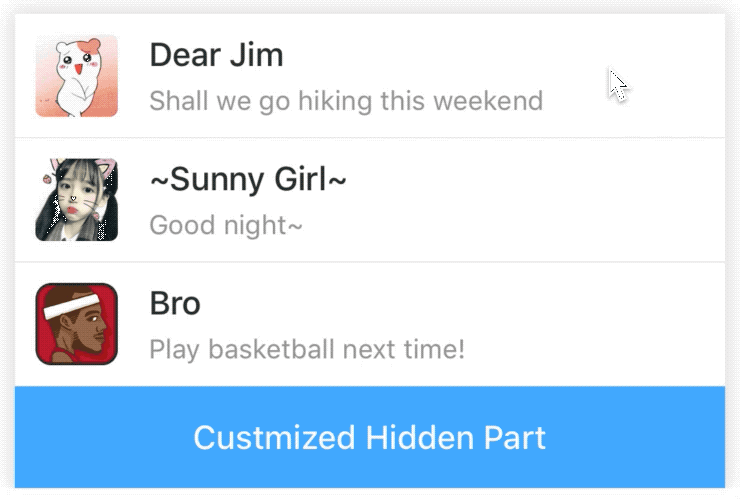 Dear Jim
Shall we go hiking this weekend
~Sunny Girl~
Good night~
Bro
Play basketball next time!
Custmized Hidden Part